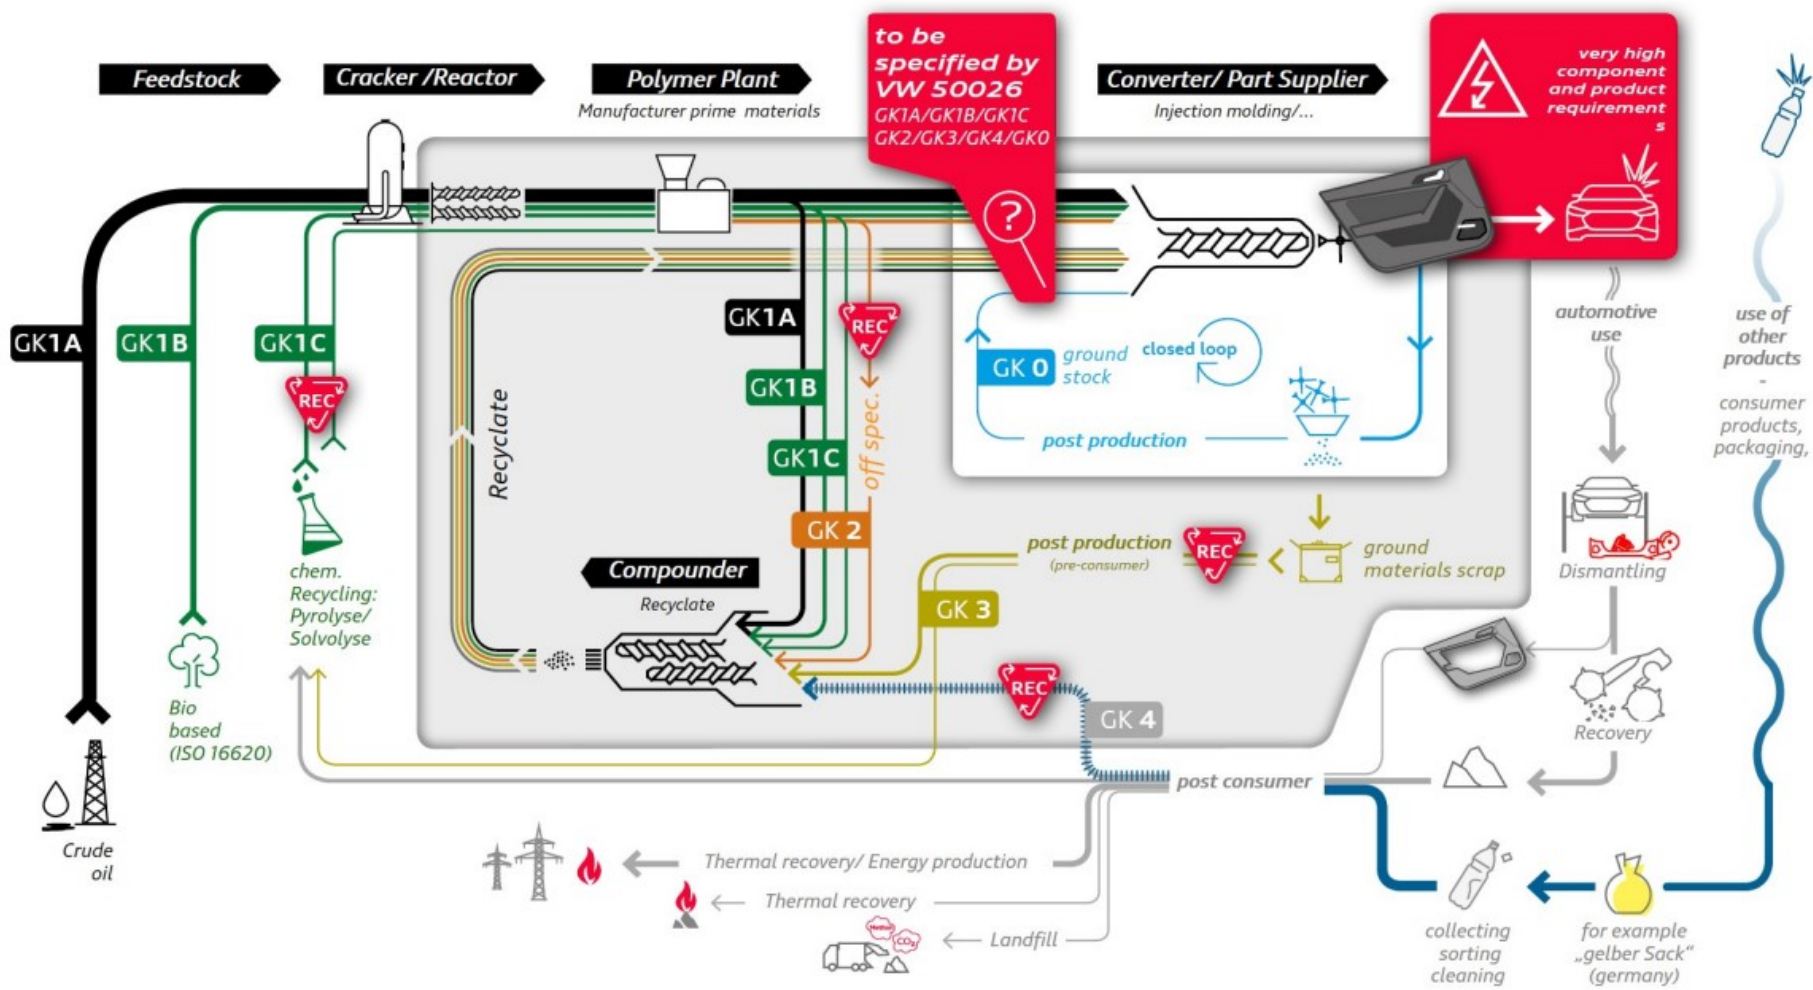 Feedstock
Cracker /Reactor
Polymer Plant
Manufacturer prime materials
to be
specified by
VW 50026
GK1A/GK1B/GK1C
GK2/GK3/GK4/GK0
?
Converter/ Part Supplier
Injection molding/...
very high
component
and product
requirement
s
GK1A
GK1B
GK1C
REC
GK1A
GK1B
GK1C
REC
off spec.
GK 2
Recyclate
GK 0
ground
stock
closed loop
post production
automotive
use
use of
other
products
-
consumer
products,
packaging,
chem.
Recycling:
Pyrolyse/
Solvolyse
Compounder
Recyclate
post production
(pre-consumer)
REC
ground
materials scrap
GK 3
Dismantling
REC
GK 4
Recovery
Bio
based
(ISO 16620)
Crude
oil
post consumer
Thermal recovery/ Energy production
Thermal recovery
Landfill
Methan
CO₂
collecting
sorting
cleaning
for example
„gelber Sack“
(germany)